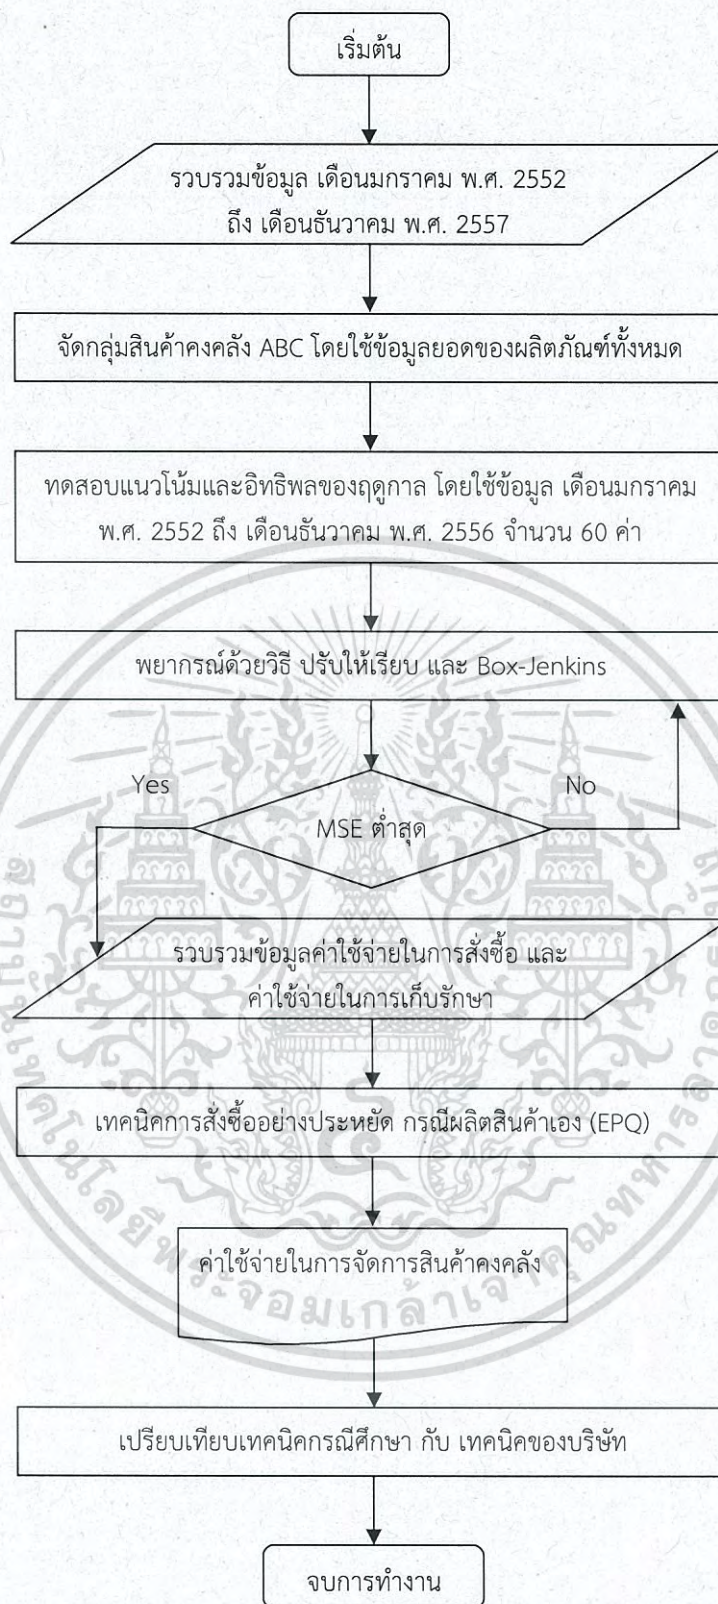 เริ่มต้น
รวบรวมข้อมูล เดือนมกราคม พ.ศ. 2552
ถึง เดือนธันวาคม พ.ศ. 2557
จัดกลุ่มสินค้าคงคลัง ABC โดยใช้ข้อมูลยอดของผลิตภัณฑ์ทั้งหมด
ทดสอบแนวโน้มและอิทธิพลของฤดูกาล โดยใช้ข้อมูล เดือนมกราคม
พ.ศ. 2552 ถึง เดือนธันวาคม พ.ศ. 2556 จำนวน 60 ค่า
พยากรณ์ด้วยวิธี ปรับให้เรียบ และ Box-Jenkins
Yes
No
MSE ต่ำสุด
รวบรวมข้อมูลค่าใช้จ่ายในการสั่งซื้อ และ
ค่าใช้จ่ายในการเก็บรักษา
เทคนิคการสั่งซื้ออย่างประหยัด กรณีผลิตสินค้าเอง (EPQ)
ค่าใช้จ่ายในการจัดการสินค้าคงคลัง
เปรียบเทียบเทคนิคกรณีศึกษา กับ เทคนิคของบริษัท
จบการทำงาน